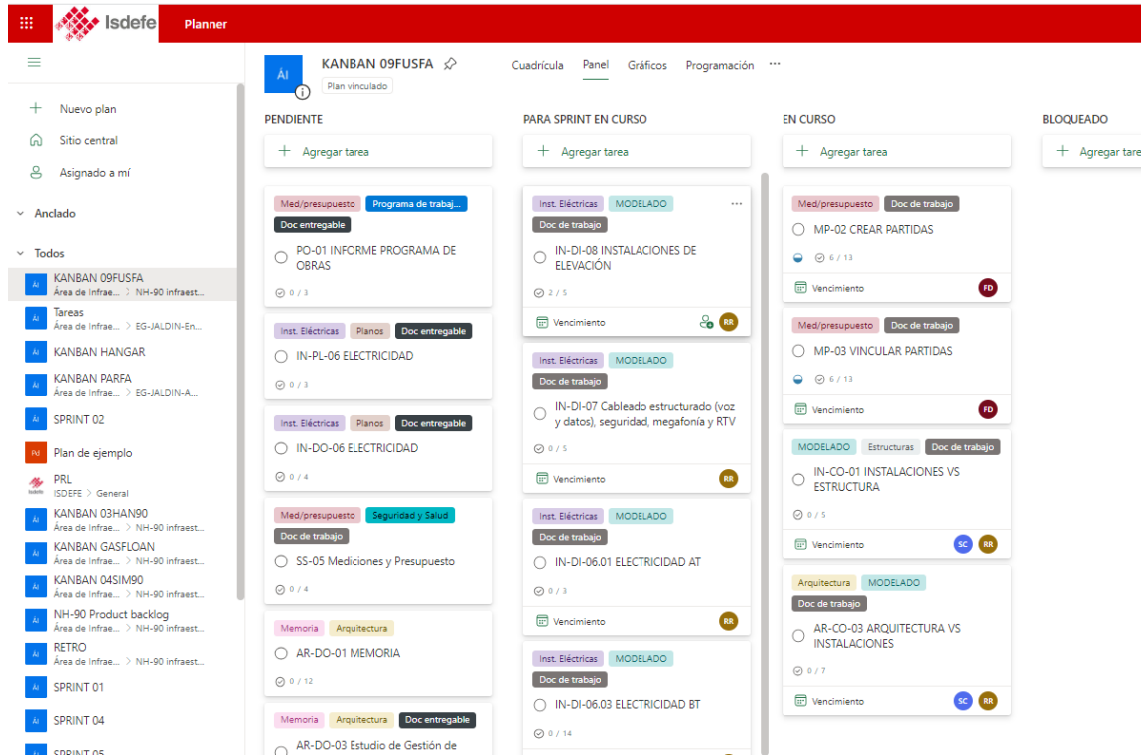 Isdefe
Planner
KANBAN 09FUSFA
Plan vinculado
Cuadrícula
Panel
Gráficos
Programación
Nuevo plan
Sitio central
Asignado a mí
Anclado
Todos
KANBAN 09FUSFA
Área de Infrae... > NH-90 infraest...
Tareas
Área de Infrae... > EG-JALDIN-En...
KANBAN HANGAR
KANBAN PARFA
Área de Infrae... > EG-JALDIN-A...
SPRINT 02
Plan de ejemplo
PRL
ISDEFE > General
KANBAN 03HAN90
Área de Infrae... > NH-90 infraest...
KANBAN GASFLOAN
Área de Infrae... > NH-90 infraest...
KANBAN 04SIM90
Área de Infrae... > NH-90 infraest...
NH-90 Product backlog
Área de Infrae... > NH-90 infraest...
RETRO
Área de Infrae... > NH-90 infraest...
SPRINT 01
SPRINT 04
SPRINT 05
PENDIENTE
Agregar tarea
Med/presupuesto Programa de trabaj...
Doc entregable
PO-01 INFORME PROGRAMA DE
OBRAS
0 / 3
Inst. Eléctricas Planos Doc entregable
IN-PL-06 ELECTRICIDAD
0 / 3
Inst. Eléctricas Planos Doc entregable
IN-DO-06 ELECTRICIDAD
0 / 4
Med/presupuesto Seguridad y Salud
Doc de trabajo
SS-05 Mediciones y Presupuesto
0 / 4
Memoria Arquitectura
AR-DO-01 MEMORIA
0 / 12
Memoria Arquitectura Doc entregable
AR-DO-03 Estudio de Gestión de
PARA SPRINT EN CURSO
Agregar tarea
Inst. Eléctricas MODELADO
Doc de trabajo
IN-DI-08 INSTALACIONES DE
ELEVACIÓN
2 / 5
Vencimiento RR
Inst. Eléctricas MODELADO
Doc de trabajo
IN-DI-07 Cableado estructurado (voz
y datos), seguridad, megafonía y RTV
0 / 5
Vencimiento RR
Inst. Eléctricas MODELADO
Doc de trabajo
IN-DI-06.01 ELECTRICIDAD AT
0 / 3
Vencimiento RR
Inst. Eléctricas MODELADO
Doc de trabajo
IN-DI-06.03 ELECTRICIDAD BT
0 / 14
EN CURSO
Agregar tarea
Med/presupuesto Doc de trabajo
MP-02 CREAR PARTIDAS
6 / 13
Vencimiento FD
Med/presupuesto Doc de trabajo
MP-03 VINCULAR PARTIDAS
6 / 13
Vencimiento FD
MODELADO Estructuras Doc de trabajo
IN-CO-01 INSTALACIONES VS
ESTRUCTURA
0 / 5
Vencimiento SC RR
Arquitectura MODELADO
Doc de trabajo
AR-CO-03 ARQUITECTURA VS
INSTALACIONES
0 / 7
Vencimiento SC RR
BLOQUEADO
Agregar tare